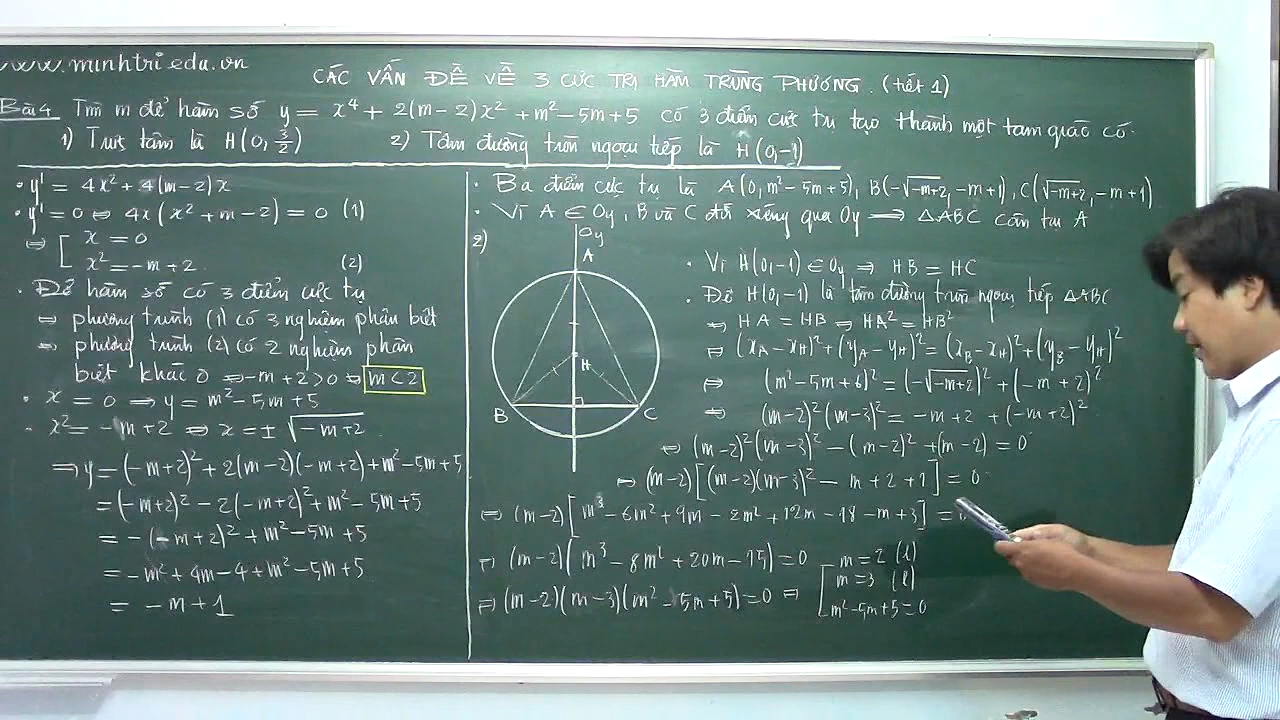 www.minhtri.edu.vn
CÁC VẤN ĐỀ VỀ 3 CỰC TRỊ HÀM TRÙNG PHƯƠNG. (tiết 1)
Bài 4 Tìm m để hàm số y = x⁴ + 2(m-2)x² + m² - 5m + 5 có 3 điểm cực trị tạo thành một tam giác có.
1) Trực tâm là H(0, 3/2) 2) Tâm đường tròn ngoại tiếp là H(0,-1)
• y' = 4x² + 4(m-2)x
• y' = 0 ⇔ 4x(x² + m - 2) = 0 (1)
⇔ [ x = 0
x² = -m + 2. (2)
. Để hàm số có 3 điểm cực trị
⇔ phương trình (1) có 3 nghiệm phân biệt
⇔ phương trình (2) có 2 nghiệm phân
biệt khác 0 ⇔ -m + 2 > 0 ⇔ m < 2
• x = 0 ⇒ y = m² - 5m + 5
• x² = -m + 2 ⇔ x = ± √(-m+2).
⇒ y = (-m+2)² + 2(m-2)(-m+2) + m² - 5m + 5
= (-m+2)² - 2(-m+2)² + m² - 5m + 5
= -(-m+2)² + m² - 5m + 5
= -m² + 4m - 4 + m² - 5m + 5
= -m + 1
• Ba điểm cực trị là A(0, m² - 5m + 5), B(-√(-m+2), -m+1), C(√(-m+2), -m+1)
• Vì A ∈ Oy, B và C đối xứng qua Oy ⟹ △ABC cân tại A
2)
Oy
A
H
B
C
• Vì H(0,-1) ∈ Oy ⇒ HB = HC
• Để H(0,-1) là tâm đường tròn ngoại tiếp △ABC
⇔ HA = HB ⇔ HA² = HB²
⇔ (x_A - x_H)² + (y_A - y_H)² = (x_B - x_H)² + (y_B - y_H)²
⇔ (m² - 5m + 6)² = (-√(-m+2))² + (-m + 2)²
⇔ (m-2)²(m-3)² = -m + 2 + (-m+2)²
⇔ (m-2)²(m-3)² - (m-2)² + (m-2) = 0
⇔ (m-2)[(m-2)(m-3)² - m + 2 + 1] = 0
⇔ (m-2)[m³ - 6m² + 9m - 2m² + 12m - 18 - m + 3] =
⇔ (m-2)(m³ - 8m² + 20m - 15) = 0
⇔ (m-2)(m-3)(m² - 5m + 5) = 0 ⇔ [ m = 2 (l)
m = 3 (l)
m² - 5m + 5 = 0